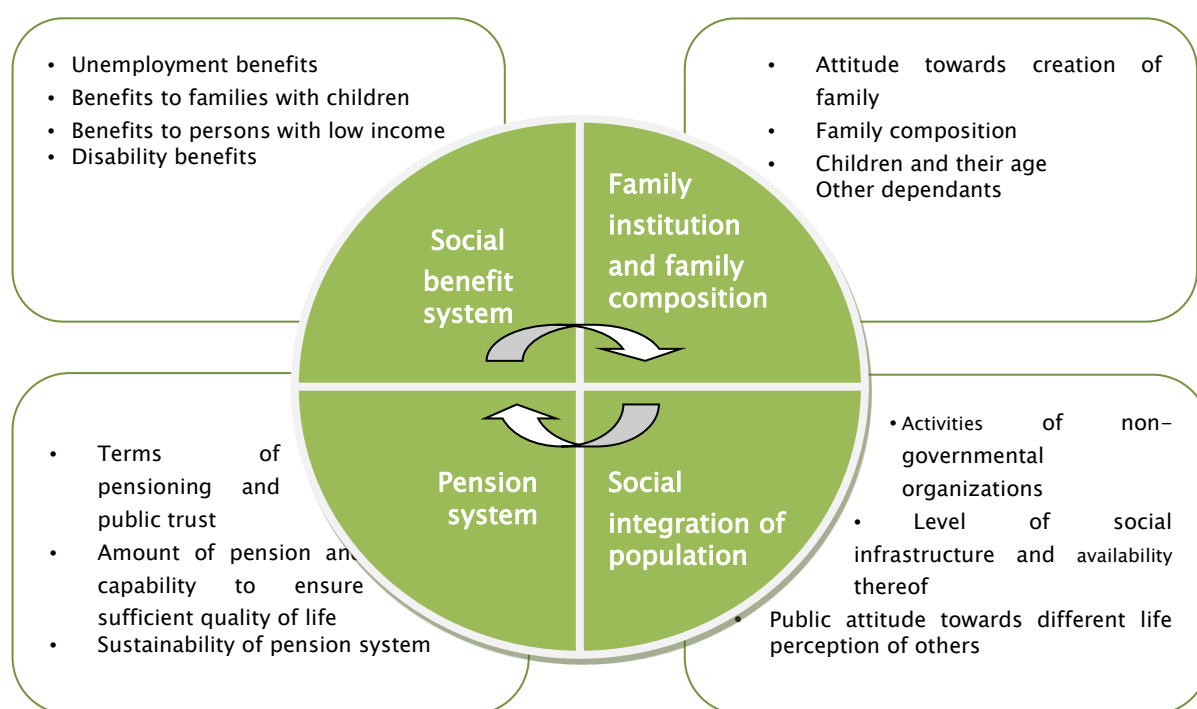 • Unemployment benefits
• Benefits to families with children
• Benefits to persons with low income
• Disability benefits
• Attitude towards creation of
family
• Family composition
• Children and their age
Other dependants
Social
benefit
system
Family
institution
and family
composition
• Terms of
pensioning and
public trust
• Amount of pension and
capability to ensure
sufficient quality of life
• Sustainability of pension system
Pension
system
Social
integration of
population
• Activities of non-
governmental
organizations
• Level of social
infrastructure and availability
thereof
• Public attitude towards different life
perception of others